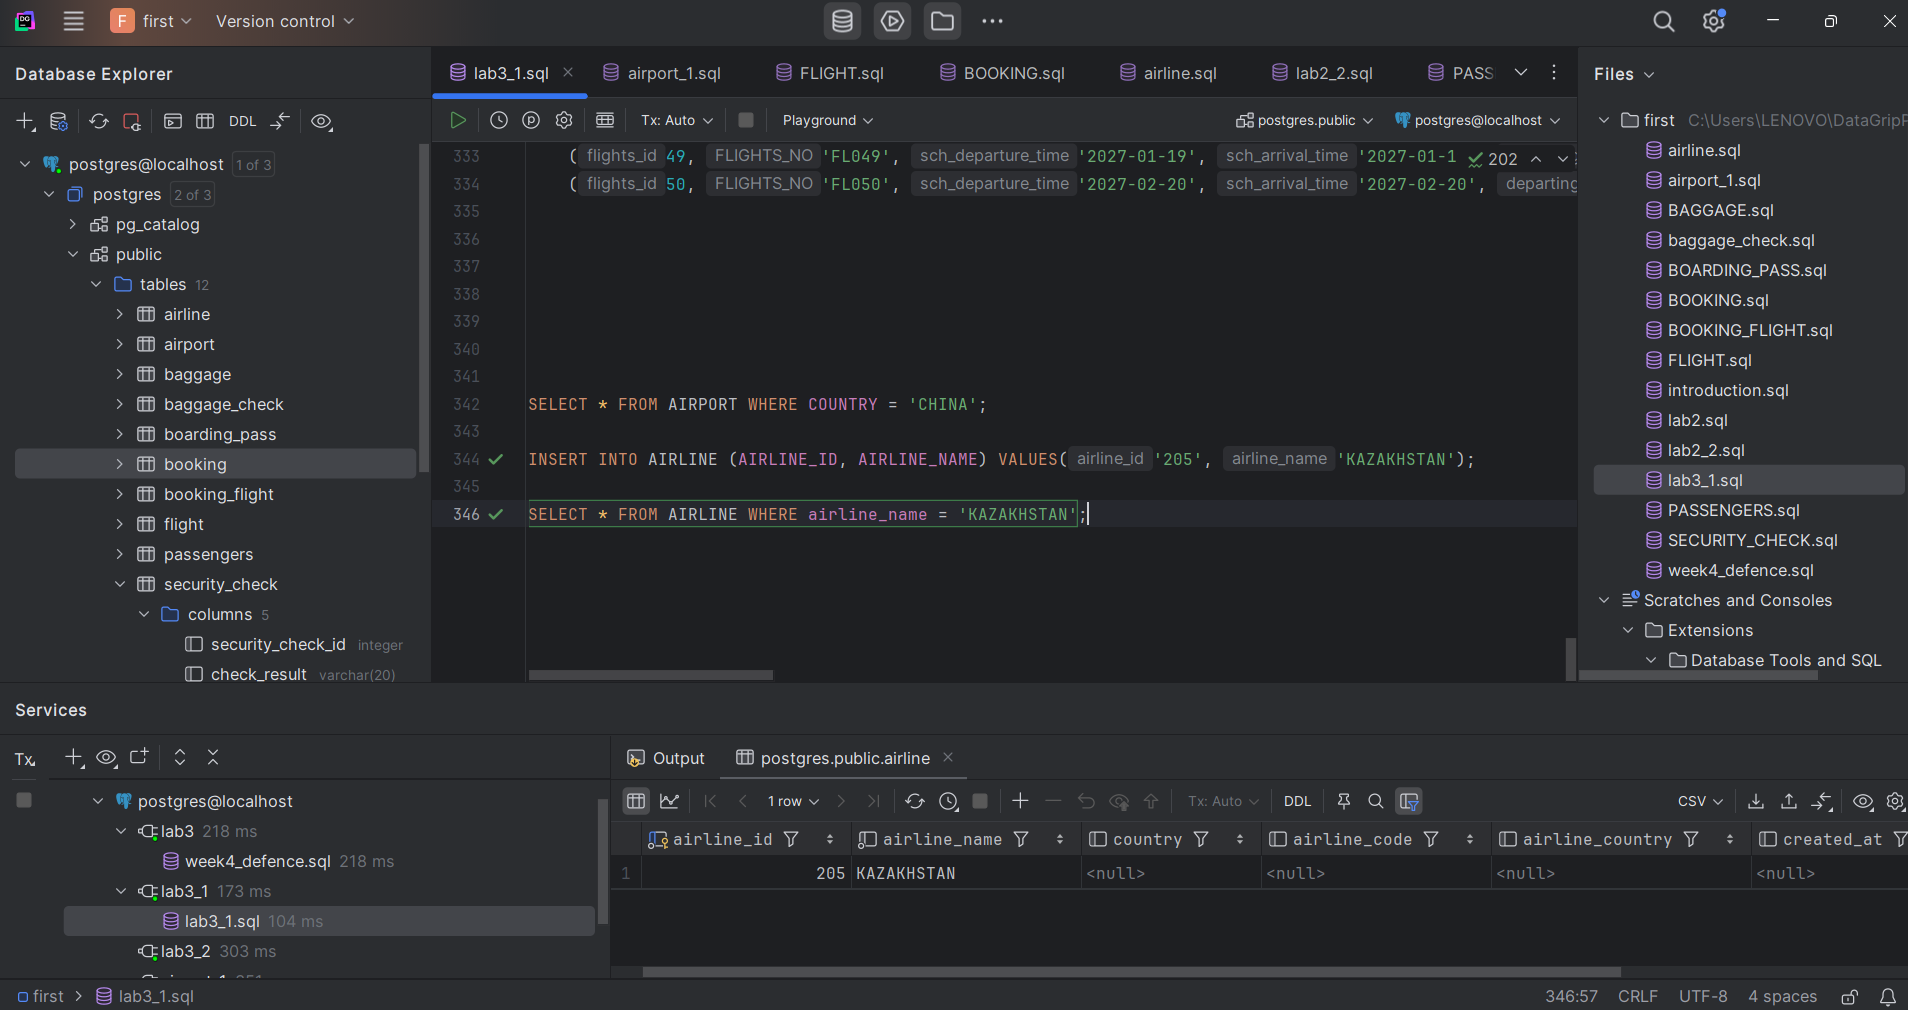 F first Version control
Database Explorer
DDL
postgres@localhost 1 of 3
postgres 2 of 3
pg_catalog
public
tables 12
airline
airport
baggage
baggage_check
boarding_pass
booking
booking_flight
flight
passengers
security_check
columns 5
security_check_id integer
check_result varchar(20)
lab3_1.sql airport_1.sql FLIGHT.sql BOOKING.sql airline.sql lab2_2.sql PASS
Tx: Auto Playground postgres.public postgres@localhost
333 ( flights_id 49, FLIGHTS_NO 'FL049', sch_departure_time '2027-01-19', sch_arrival_time '2027-01-1 202
334 ( flights_id 50, FLIGHTS_NO 'FL050', sch_departure_time '2027-02-20', sch_arrival_time '2027-02-20', departing
335
336
337
338
339
340
341
342 SELECT * FROM AIRPORT WHERE COUNTRY = 'CHINA';
343
344 INSERT INTO AIRLINE (AIRLINE_ID, AIRLINE_NAME) VALUES( airline_id '205', airline_name 'KAZAKHSTAN');
345
346 SELECT * FROM AIRLINE WHERE airline_name = 'KAZAKHSTAN';
Files
first C:\Users\LENOVO\DataGripP
airline.sql
airport_1.sql
BAGGAGE.sql
baggage_check.sql
BOARDING_PASS.sql
BOOKING.sql
BOOKING_FLIGHT.sql
FLIGHT.sql
introduction.sql
lab2.sql
lab2_2.sql
lab3_1.sql
PASSENGERS.sql
SECURITY_CHECK.sql
week4_defence.sql
Scratches and Consoles
Extensions
Database Tools and SQL
Services
Tx
postgres@localhost
lab3 218 ms
week4_defence.sql 218 ms
lab3_1 173 ms
lab3_1.sql 104 ms
lab3_2 303 ms
Output postgres.public.airline
1 row Tx: Auto DDL CSV
airline_id airline_name country airline_code airline_country created_at
1 205 KAZAKHSTAN <null> <null> <null> <null>
first > lab3_1.sql 346:57 CRLF UTF-8 4 spaces